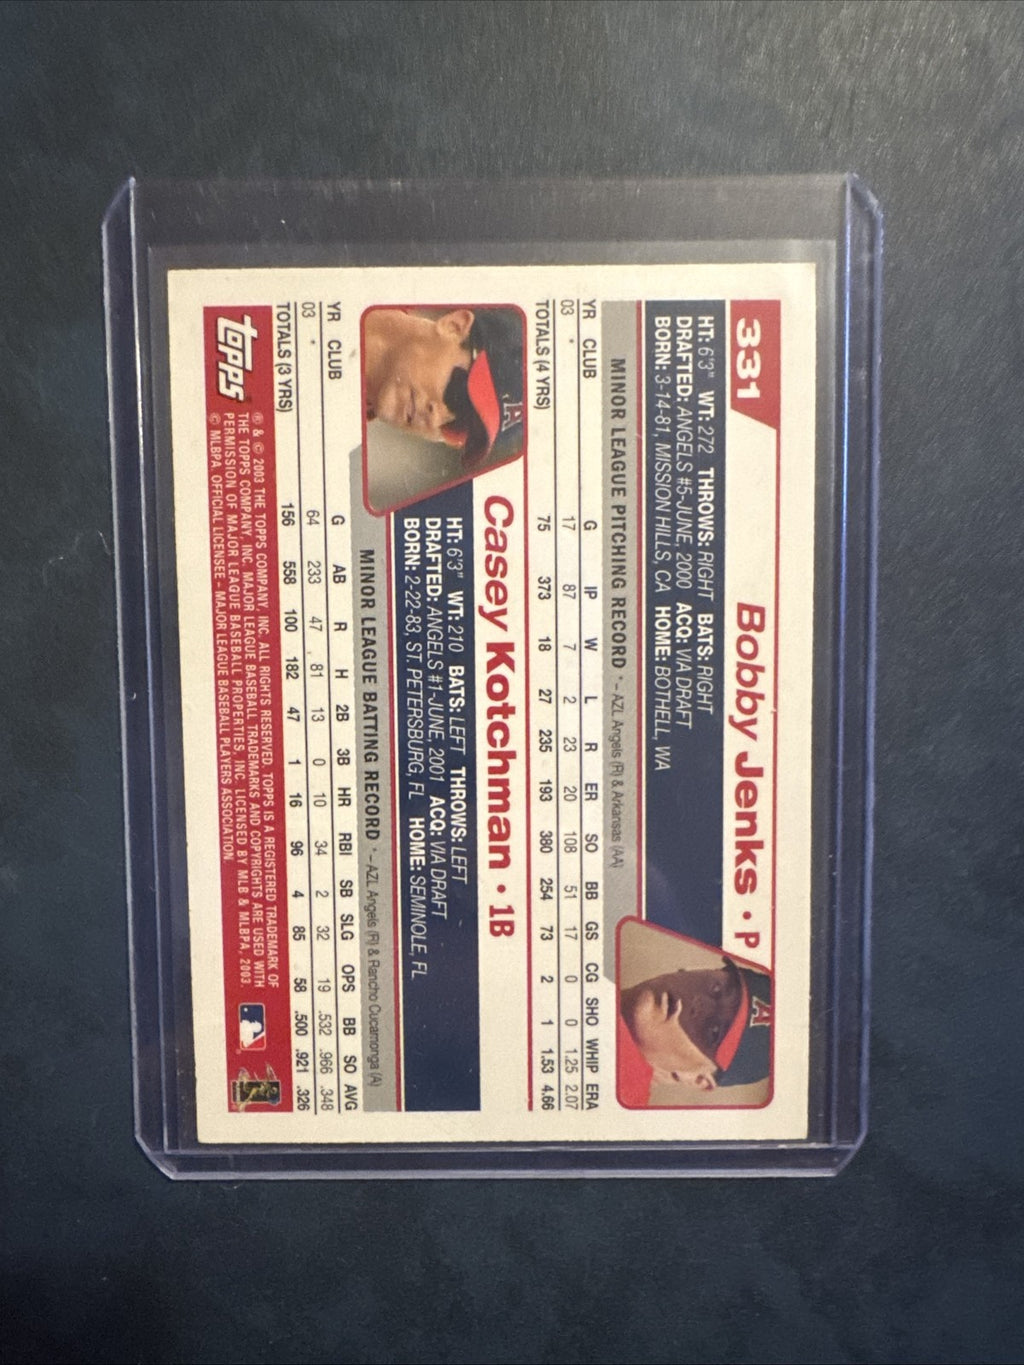 331 Bobby Jenks • P
HT: 6'3" WT: 272 THROWS: RIGHT BATS: RIGHT
DRAFTED: ANGELS #5-JUNE, 2000 ACQ: VIA DRAFT
BORN: 3-14-81, MISSION HILLS, CA HOME: BOTHELL, WA
MINOR LEAGUE PITCHING RECORD *– AZL Angels (R) & Arkansas (AA)
YR CLUB G IP W L R ER SO BB GS CG SHO WHIP ERA
03 * 17 87 7 2 23 20 108 51 17 0 0 1.25 2.07
TOTALS (4 YRS) 75 373 18 27 235 193 380 254 73 2 1 1.53 4.66
A
Casey Kotchman • 1B
HT: 6'3" WT: 210 BATS: LEFT THROWS: LEFT
DRAFTED: ANGELS #1-JUNE, 2001 ACQ: VIA DRAFT
BORN: 2-22-83, ST. PETERSBURG, FL HOME: SEMINOLE, FL
A
MINOR LEAGUE BATTING RECORD *– AZL Angels (R) & Rancho Cucamonga (A)
YR CLUB G AB R H 2B 3B HR RBI SB SLG OPS BB SO AVG
03 * 64 233 47 81 13 0 10 34 2 32 19 .532 .966 .348
TOTALS (3 YRS) 156 558 100 182 47 1 16 96 4 85 58 .500 .921 .326
topps
® & © 2003 THE TOPPS COMPANY, INC. ALL RIGHTS RESERVED. TOPPS IS A REGISTERED TRADEMARK OF
THE TOPPS COMPANY, INC. MAJOR LEAGUE BASEBALL TRADEMARKS AND COPYRIGHTS ARE USED WITH
PERMISSION OF MAJOR LEAGUE BASEBALL PROPERTIES, INC. LICENSED BY MLB & MLBPA, 2003.
© MLBPA. OFFICIAL LICENSEE - MAJOR LEAGUE BASEBALL PLAYERS ASSOCIATION.